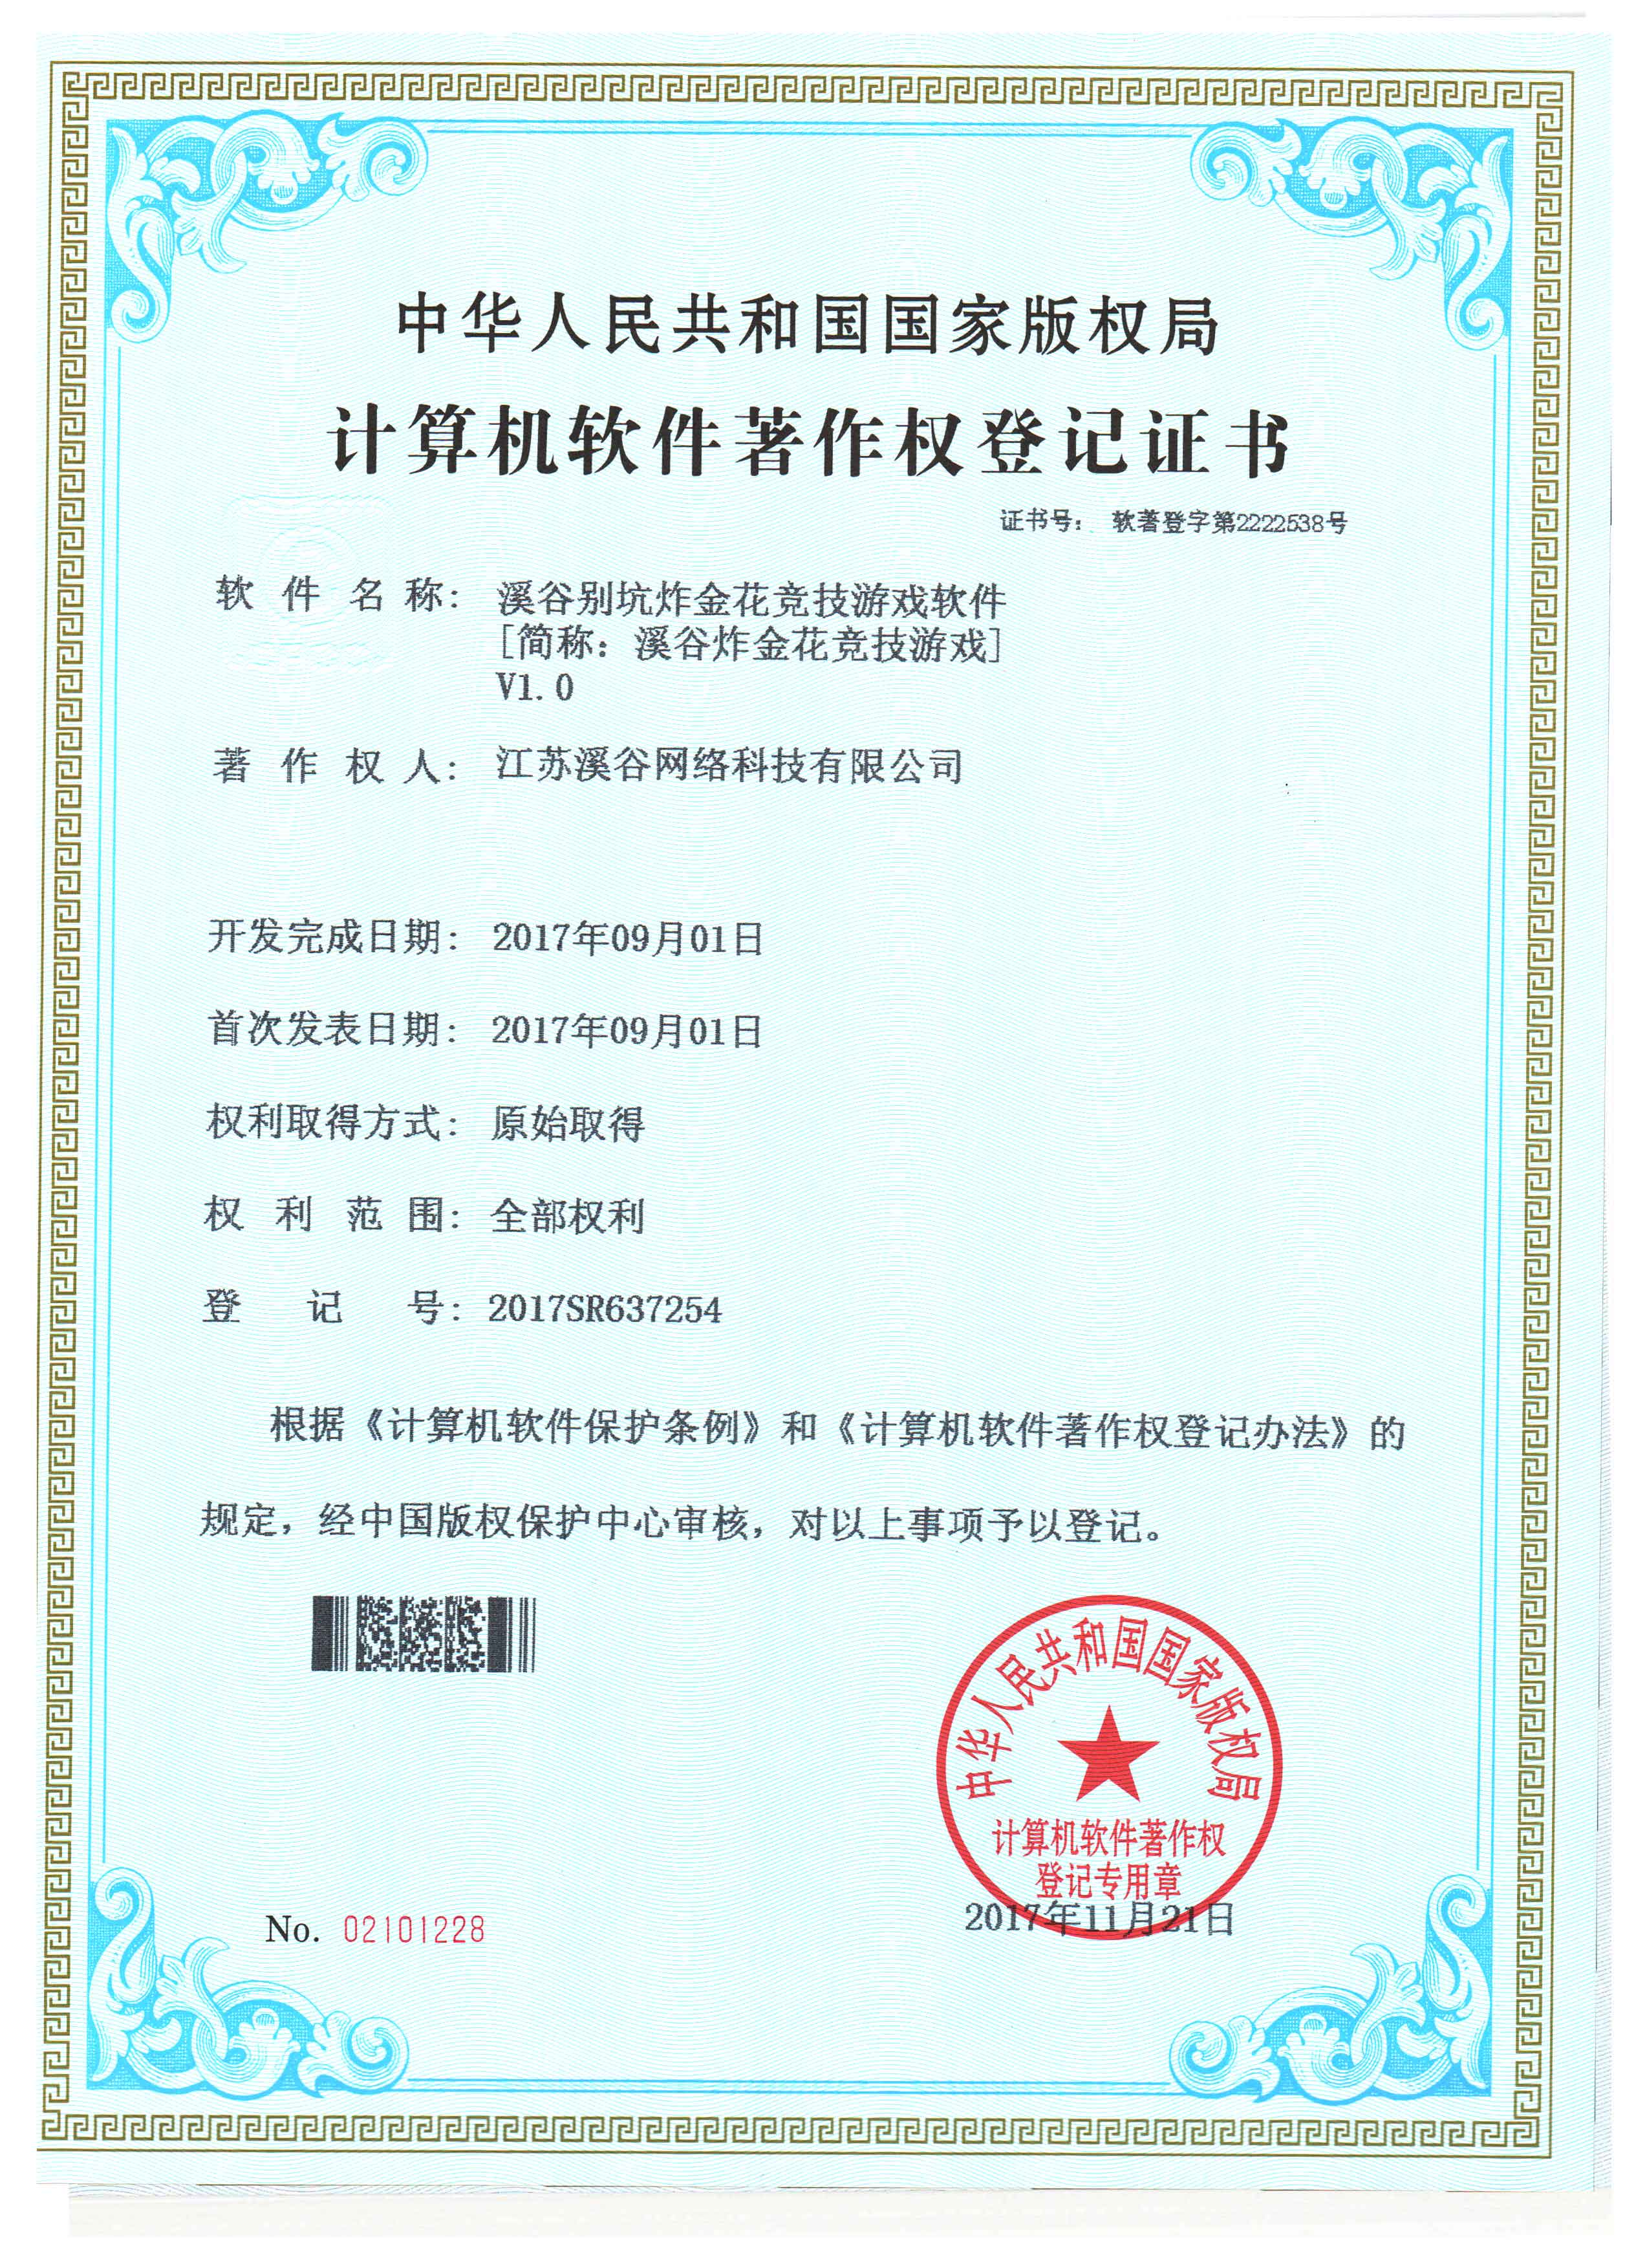 中华人民共和国国家版权局
计算机软件著作权登记证书
证书号： 软著登字第2222538号
软件名称： 溪谷别坑炸金花竞技游戏软件
[简称：溪谷炸金花竞技游戏]
V1.0
著作权人： 江苏溪谷网络科技有限公司
开发完成日期： 2017年09月01日
首次发表日期： 2017年09月01日
权利取得方式： 原始取得
权利范围： 全部权利
登记号： 2017SR637254
根据《计算机软件保护条例》和《计算机软件著作权登记办法》的
规定，经中国版权保护中心审核，对以上事项予以登记。
中华人民共和国国家版权局
计算机软件著作权
登记专用章
2017年11月21日
No. 02101228